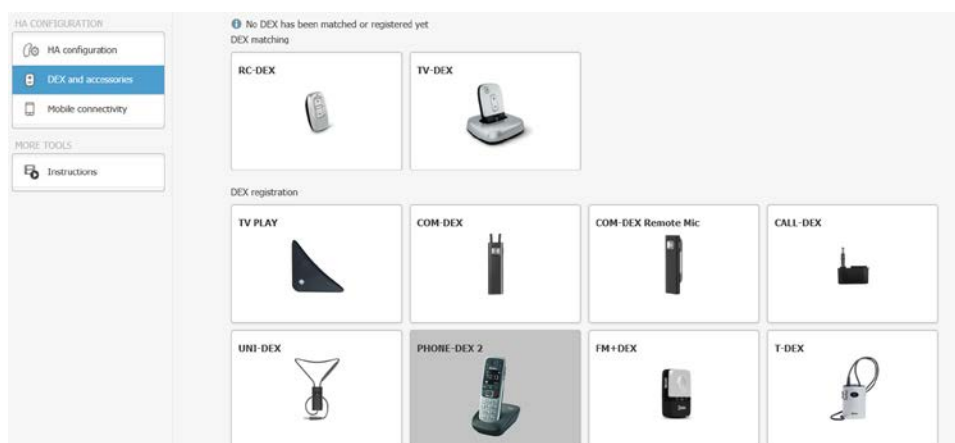 HA CONFIGURATION
HA configuration
DEX and accessories
Mobile connectivity
MORE TOOLS
Instructions
No DEX has been matched or registered yet
DEX matching
RC-DEX
TV-DEX
DEX registration
TV PLAY
COM-DEX
COM-DEX Remote Mic
CALL-DEX
UNI-DEX
PHONE-DEX 2
FM+DEX
T-DEX